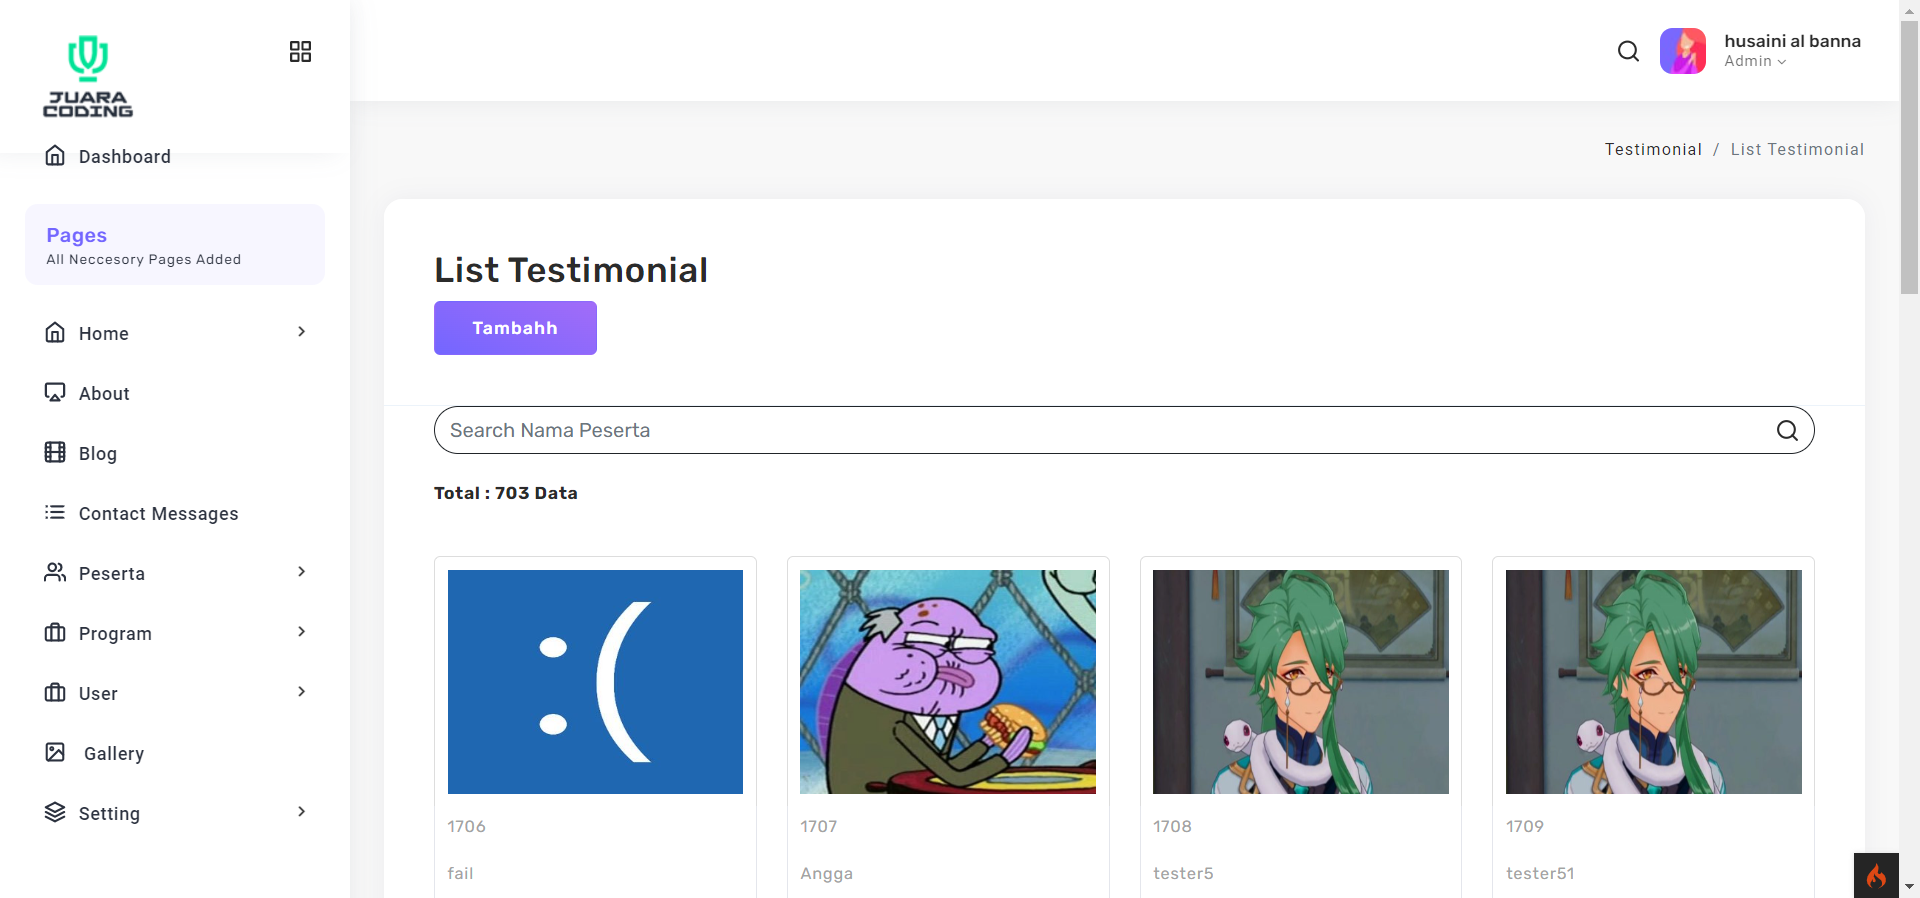 JUARA
CODING
husaini al banna
Admin
Dashboard
Testimonial / List Testimonial
Pages
All Neccesory Pages Added
List Testimonial
Tambahh
Home
About
Blog
Contact Messages
Peserta
Program
User
Gallery
Setting
Search Nama Peserta
Total : 703 Data
:(
1706
fail
1707
Angga
1708
tester5
1709
tester51